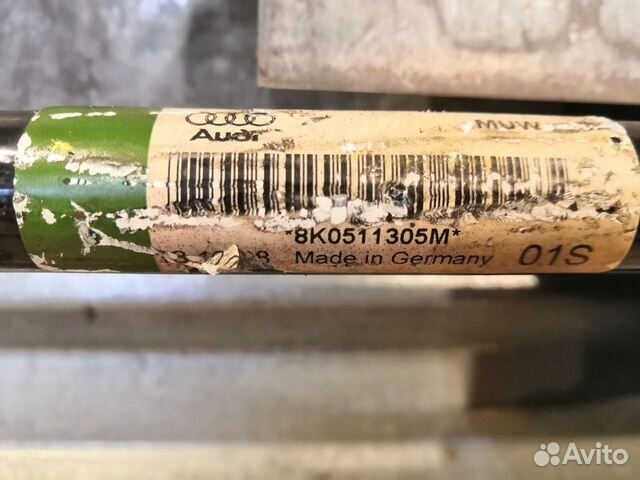 Audi
MUW
*8K0511305M*
Made in Germany 01S
Avito